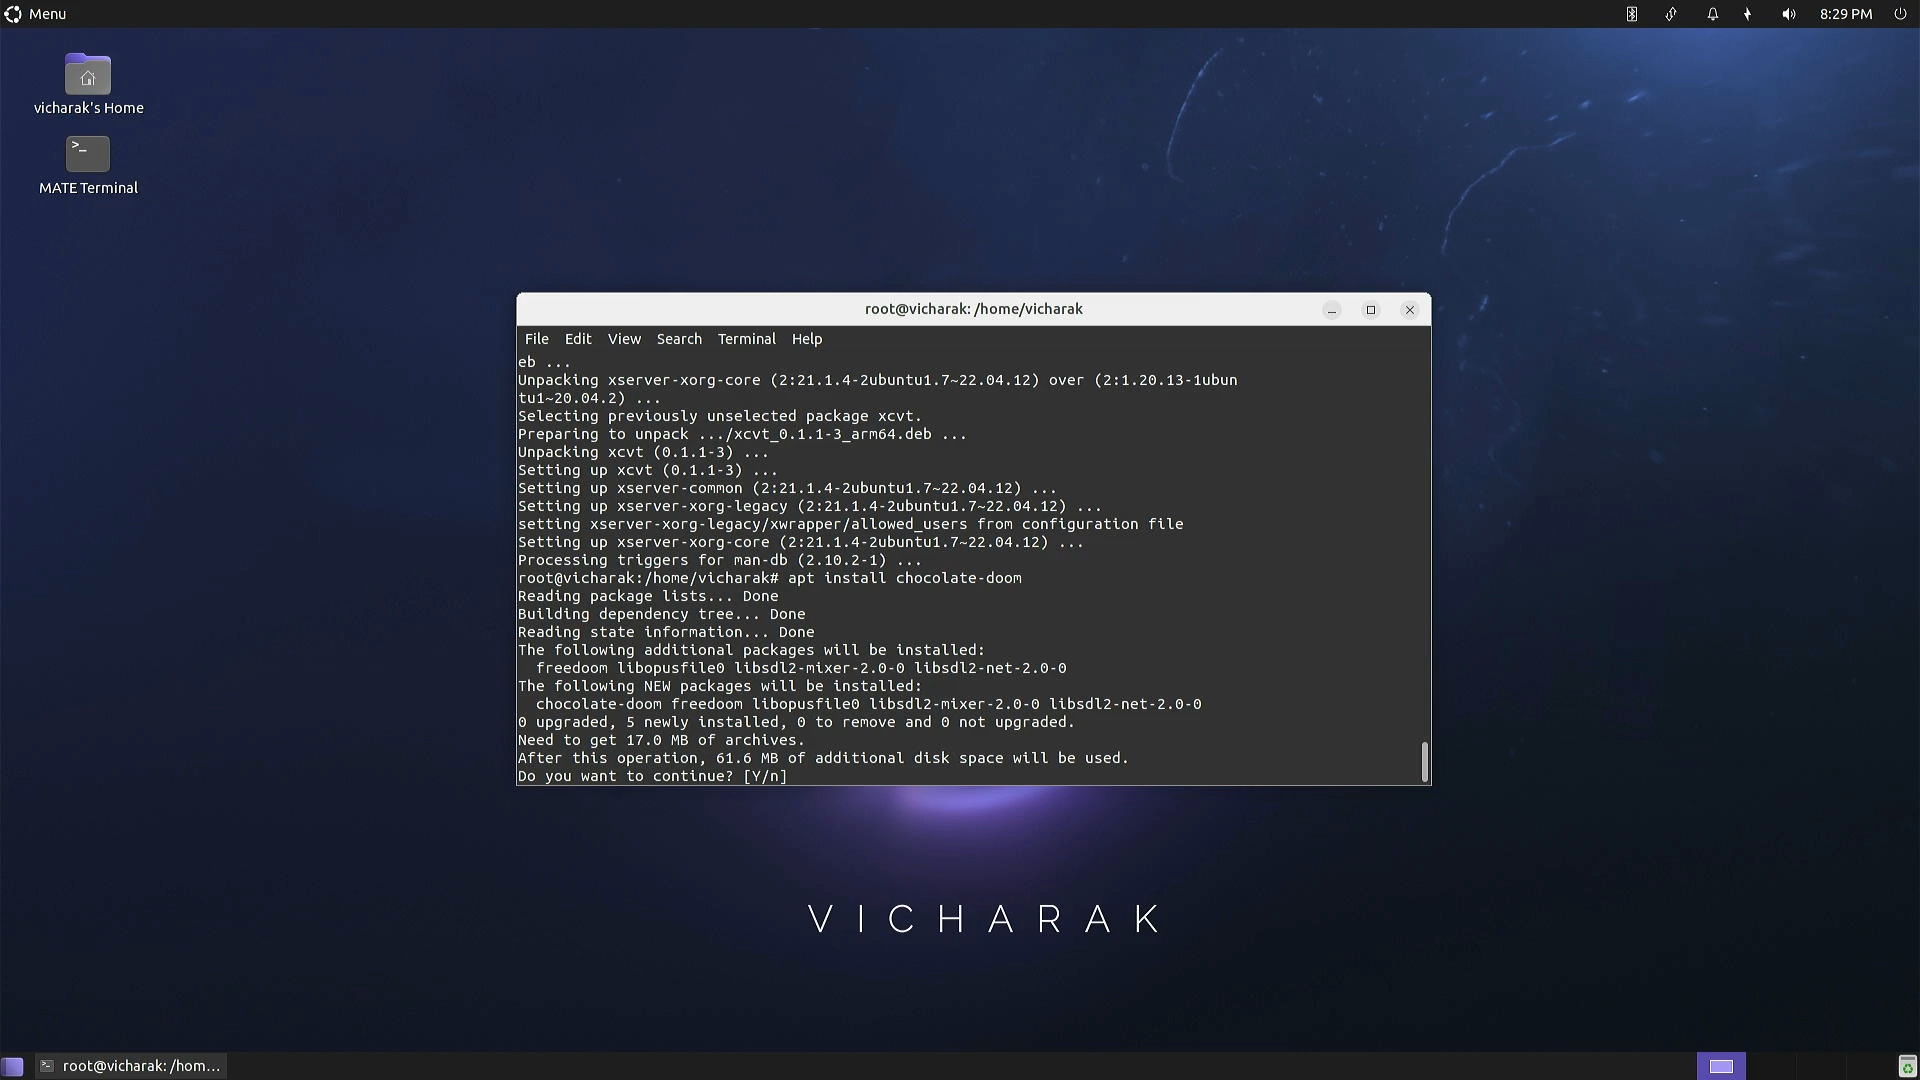 Menu
8:29 PM
vicharak's Home
>_
MATE Terminal
root@vicharak: /home/vicharak
File Edit View Search Terminal Help
eb ...
Unpacking xserver-xorg-core (2:21.1.4-2ubuntu1.7~22.04.12) over (2:1.20.13-1ubun
tu1~20.04.2) ...
Selecting previously unselected package xcvt.
Preparing to unpack .../xcvt_0.1.1-3_arm64.deb ...
Unpacking xcvt (0.1.1-3) ...
Setting up xcvt (0.1.1-3) ...
Setting up xserver-common (2:21.1.4-2ubuntu1.7~22.04.12) ...
Setting up xserver-xorg-legacy (2:21.1.4-2ubuntu1.7~22.04.12) ...
setting xserver-xorg-legacy/xwrapper/allowed_users from configuration file
Setting up xserver-xorg-core (2:21.1.4-2ubuntu1.7~22.04.12) ...
Processing triggers for man-db (2.10.2-1) ...
root@vicharak:/home/vicharak# apt install chocolate-doom
Reading package lists... Done
Building dependency tree... Done
Reading state information... Done
The following additional packages will be installed:
  freedoom libopusfile0 libsdl2-mixer-2.0-0 libsdl2-net-2.0-0
The following NEW packages will be installed:
  chocolate-doom freedoom libopusfile0 libsdl2-mixer-2.0-0 libsdl2-net-2.0-0
0 upgraded, 5 newly installed, 0 to remove and 0 not upgraded.
Need to get 17.0 MB of archives.
After this operation, 61.6 MB of additional disk space will be used.
Do you want to continue? [Y/n]
VICHARAK
root@vicharak: /hom...